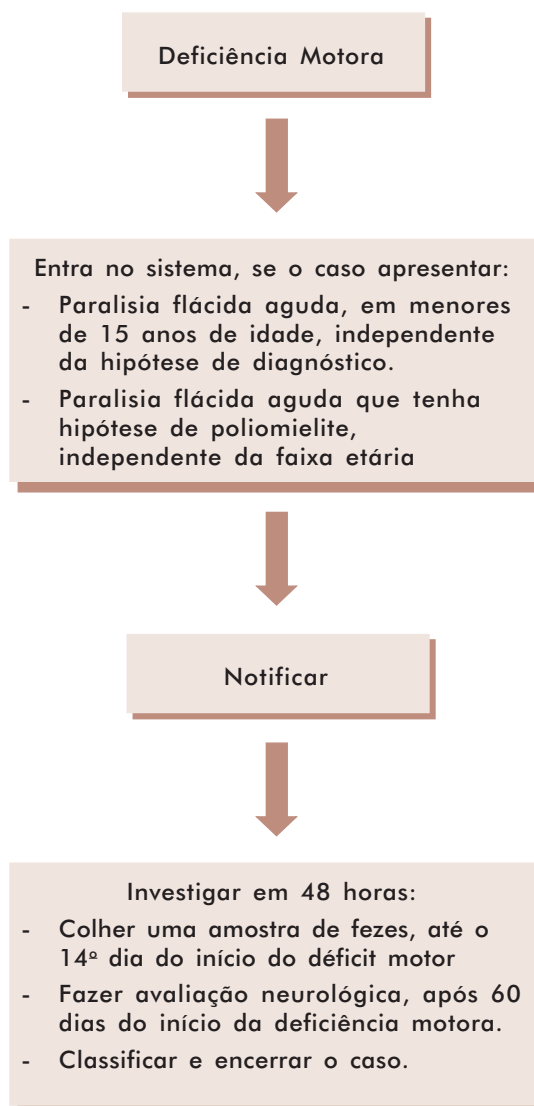 Deficiência Motora
Entra no sistema, se o caso apresentar:
- Paralisia flácida aguda, em menores
de 15 anos de idade, independente
da hipótese de diagnóstico.
- Paralisia flácida aguda que tenha
hipótese de poliomielite,
independente da faixa etária
Notificar
Investigar em 48 horas:
- Colher uma amostra de fezes, até o
14º dia do início do déficit motor
- Fazer avaliação neurológica, após 60
dias do início da deficiência motora.
- Classificar e encerrar o caso.